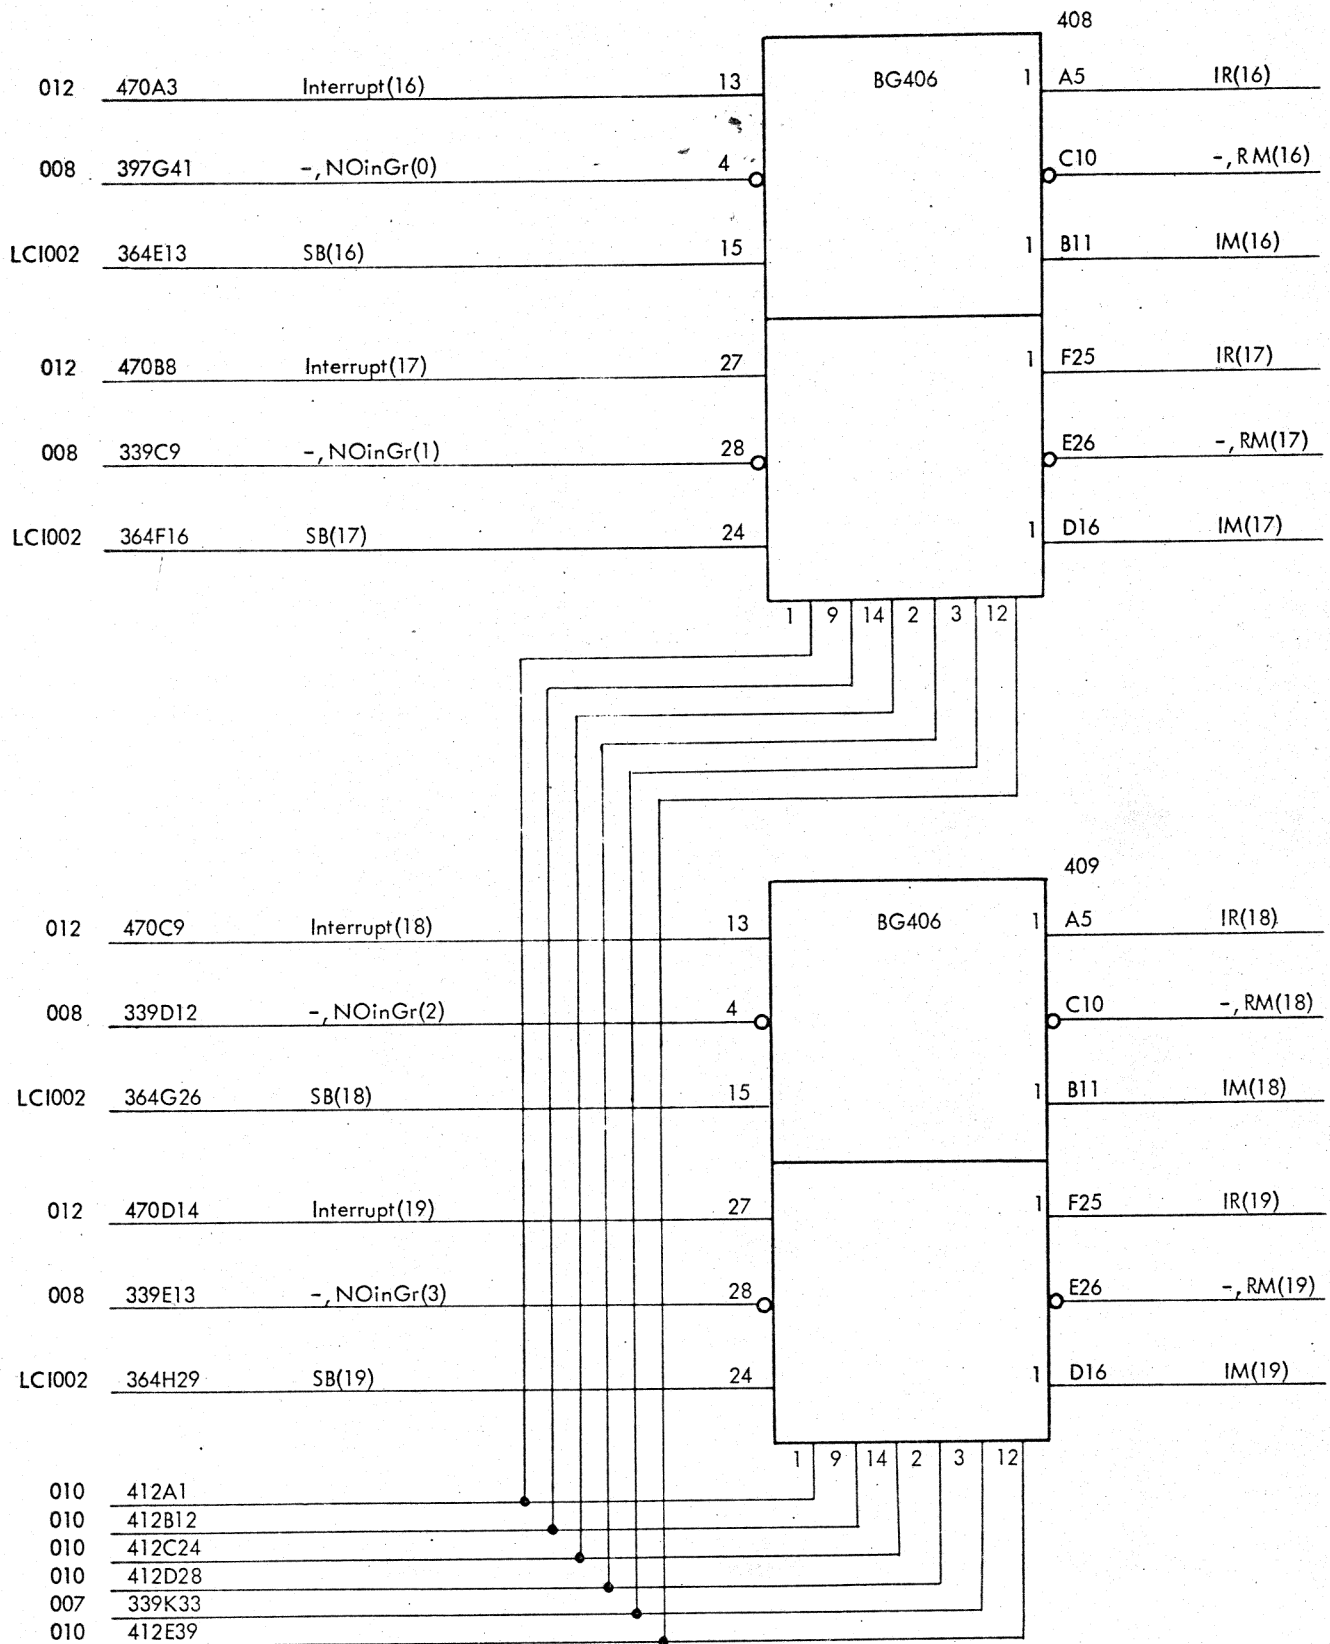 408
012 470A3 Interrupt(16) 13 BG406 1 A5 IR(16)
008 397G41 -, NOinGr(0) 4 C10 -, RM(16)
LCI002 364E13 SB(16) 15 1 B11 IM(16)
012 470B8 Interrupt(17) 27 1 F25 IR(17)
008 339C9 -, NOinGr(1) 28 E26 -, RM(17)
LCI002 364F16 SB(17) 24 1 D16 IM(17)
1 9 14 2 3 12
409
012 470C9 Interrupt(18) 13 BG406 1 A5 IR(18)
008 339D12 -, NOinGr(2) 4 C10 -, RM(18)
LCI002 364G26 SB(18) 15 1 B11 IM(18)
012 470D14 Interrupt(19) 27 1 F25 IR(19)
008 339E13 -, NOinGr(3) 28 E26 -, RM(19)
LCI002 364H29 SB(19) 24 1 D16 IM(19)
1 9 14 2 3 12
010 412A1
010 412B12
010 412C24
010 412D28
007 339K33
010 412E39